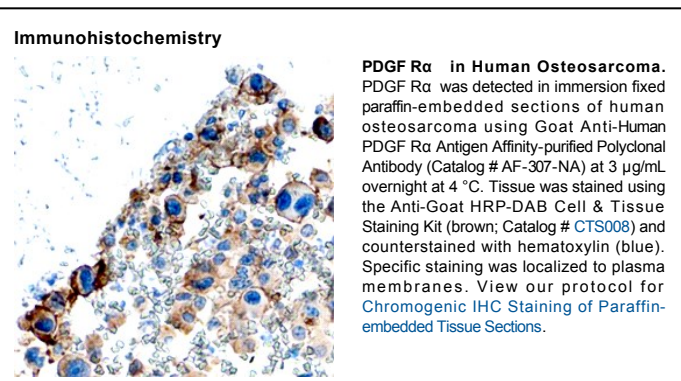 Immunohistochemistry
PDGF Rα in Human Osteosarcoma.
PDGF Rα was detected in immersion fixed
paraffin-embedded sections of human
osteosarcoma using Goat Anti-Human
PDGF Rα Antigen Affinity-purified Polyclonal
Antibody (Catalog # AF-307-NA) at 3 µg/mL
overnight at 4 °C. Tissue was stained using
the Anti-Goat HRP-DAB Cell & Tissue
Staining Kit (brown; Catalog # CTS008) and
counterstained with hematoxylin (blue).
Specific staining was localized to plasma
membranes. View our protocol for
Chromogenic IHC Staining of Paraffin-
embedded Tissue Sections.